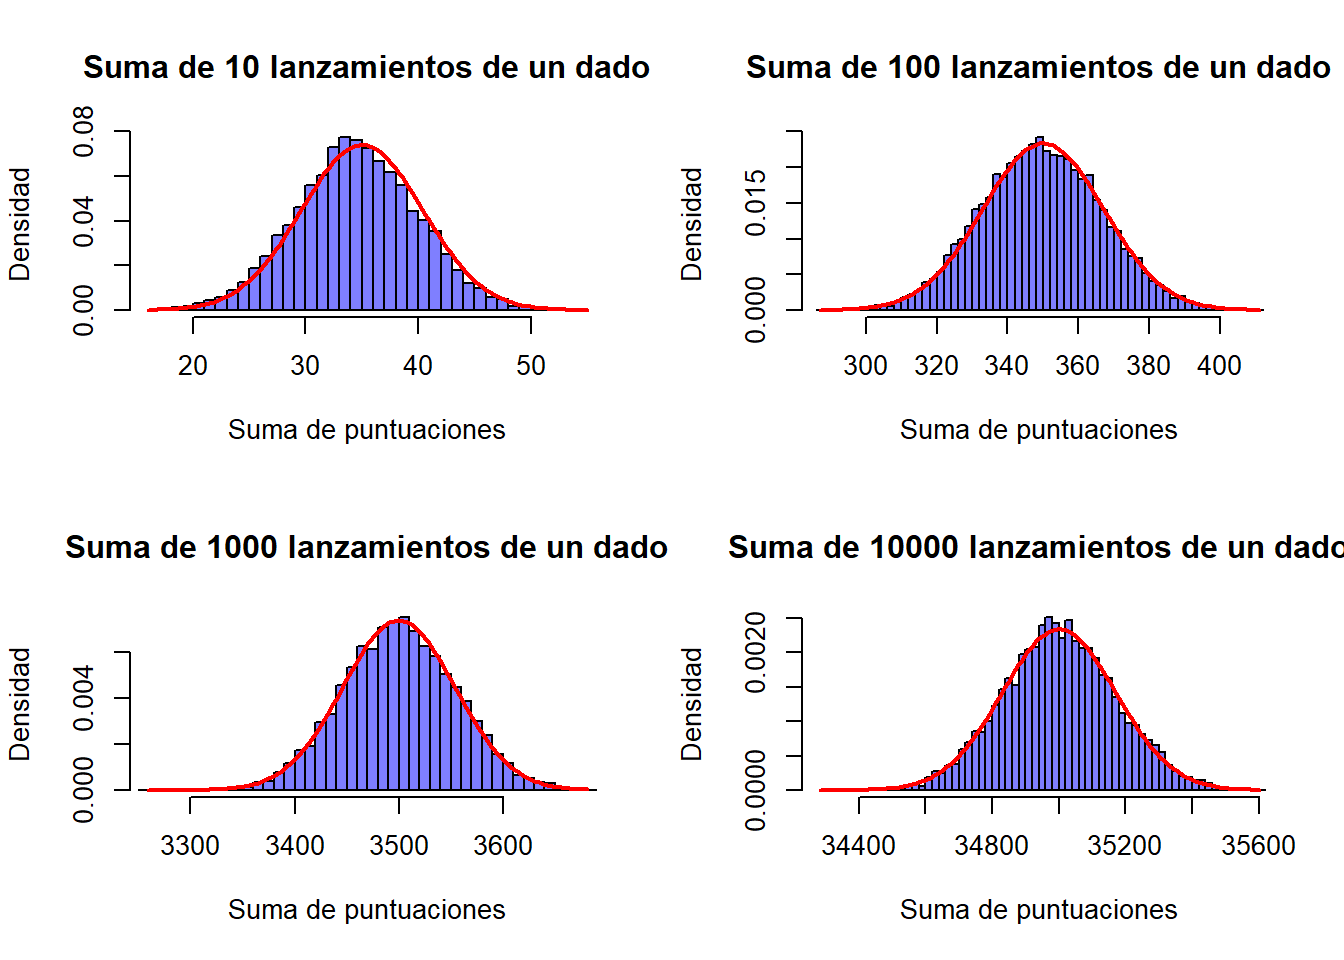 Suma de 10 lanzamientos de un dado
Densidad
0.00 0.04 0.08
20 30 40 50
Suma de puntuaciones
Suma de 100 lanzamientos de un dado
Densidad
0.000 0.015
300 320 340 360 380 400
Suma de puntuaciones
Suma de 1000 lanzamientos de un dado
Densidad
0.000 0.004
3300 3400 3500 3600
Suma de puntuaciones
Suma de 10000 lanzamientos de un dado
Densidad
0.0000 0.0020
34400 34800 35200 35600
Suma de puntuaciones